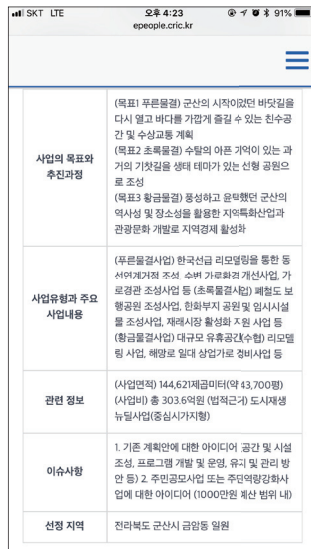 SKT LTE 오후 4:23 91%
epeople.cric.kr
사업의 목표와
추진과정
(목표1 푸른물결) 군산의 시작이었던 바닷길을
다시 열고 바다를 가깝게 즐길 수 있는 친수공
간 및 수상교통 계획
(목표2 초록물결) 수탈의 아픈 기억이 있는 과
거의 기찻길을 생태 테마가 있는 선형 공원으
로 조성
(목표3 황금물결) 풍성하고 윤택했던 군산의
역사성 및 장소성을 활용한 지역특화산업과
관광문화 개발로 지역경제 활성화
사업유형과 주요
사업내용
(푸른물결사업) 한국선급 리모델링을 통한 동
선연계거점 조성, 수변 가로환경 개선사업, 가
로경관 조성사업 등 (초록물결사업) 폐철도 보
행공원 조성사업, 한화부지 공원 및 임시시설
물 조성사업, 재래시장 활성화 지원 사업 등
(황금물결사업) 대규모 유휴공간(수협) 리모델
링 사업, 해망로 일대 상업가로 정비사업 등
관련 정보
(사업면적) 144,621제곱미터(약 43,700평)
(사업비) 총 303.6억원 (법적근거) 도시재생
뉴딜사업(중심시가지형)
이슈사항
1. 기존 계획안에 대한 아이디어 (공간 및 시설
조성, 프로그램 개발 및 운영, 유지 및 관리 방
안 등) 2. 주민공모사업 또는 주민역량강화사
업에 대한 아이디어 (1000만원 예산 범위 내)
선정 지역
전라북도 군산시 금암동 일원